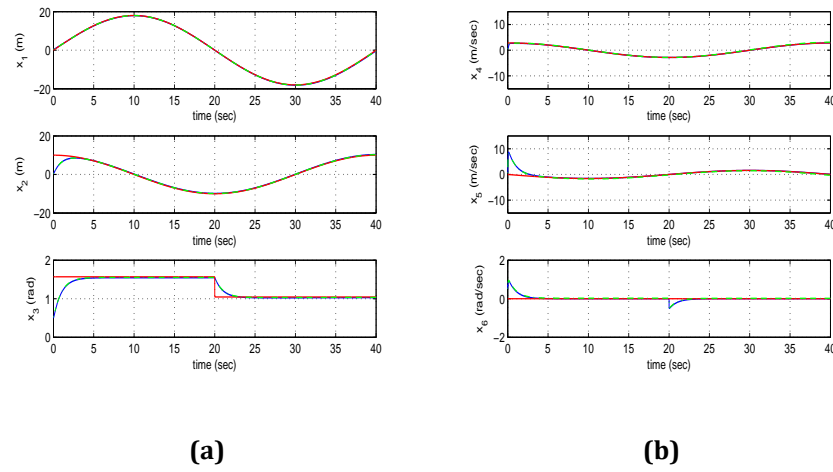 20
0
−20
x₁ (m)
0 5 10 15 20 25 30 35 40
time (sec)
20
0
−20
x₂ (m)
0 5 10 15 20 25 30 35 40
time (sec)
2
1
0
x₃ (rad)
0 5 10 15 20 25 30 35 40
time (sec)
(a)
10
0
−10
x₄ (m/sec)
0 5 10 15 20 25 30 35 40
time (sec)
10
0
−10
x₅ (m/sec)
0 5 10 15 20 25 30 35 40
time (sec)
2
0
−2
x₆ (rad/sec)
0 5 10 15 20 25 30 35 40
time (sec)
(b)